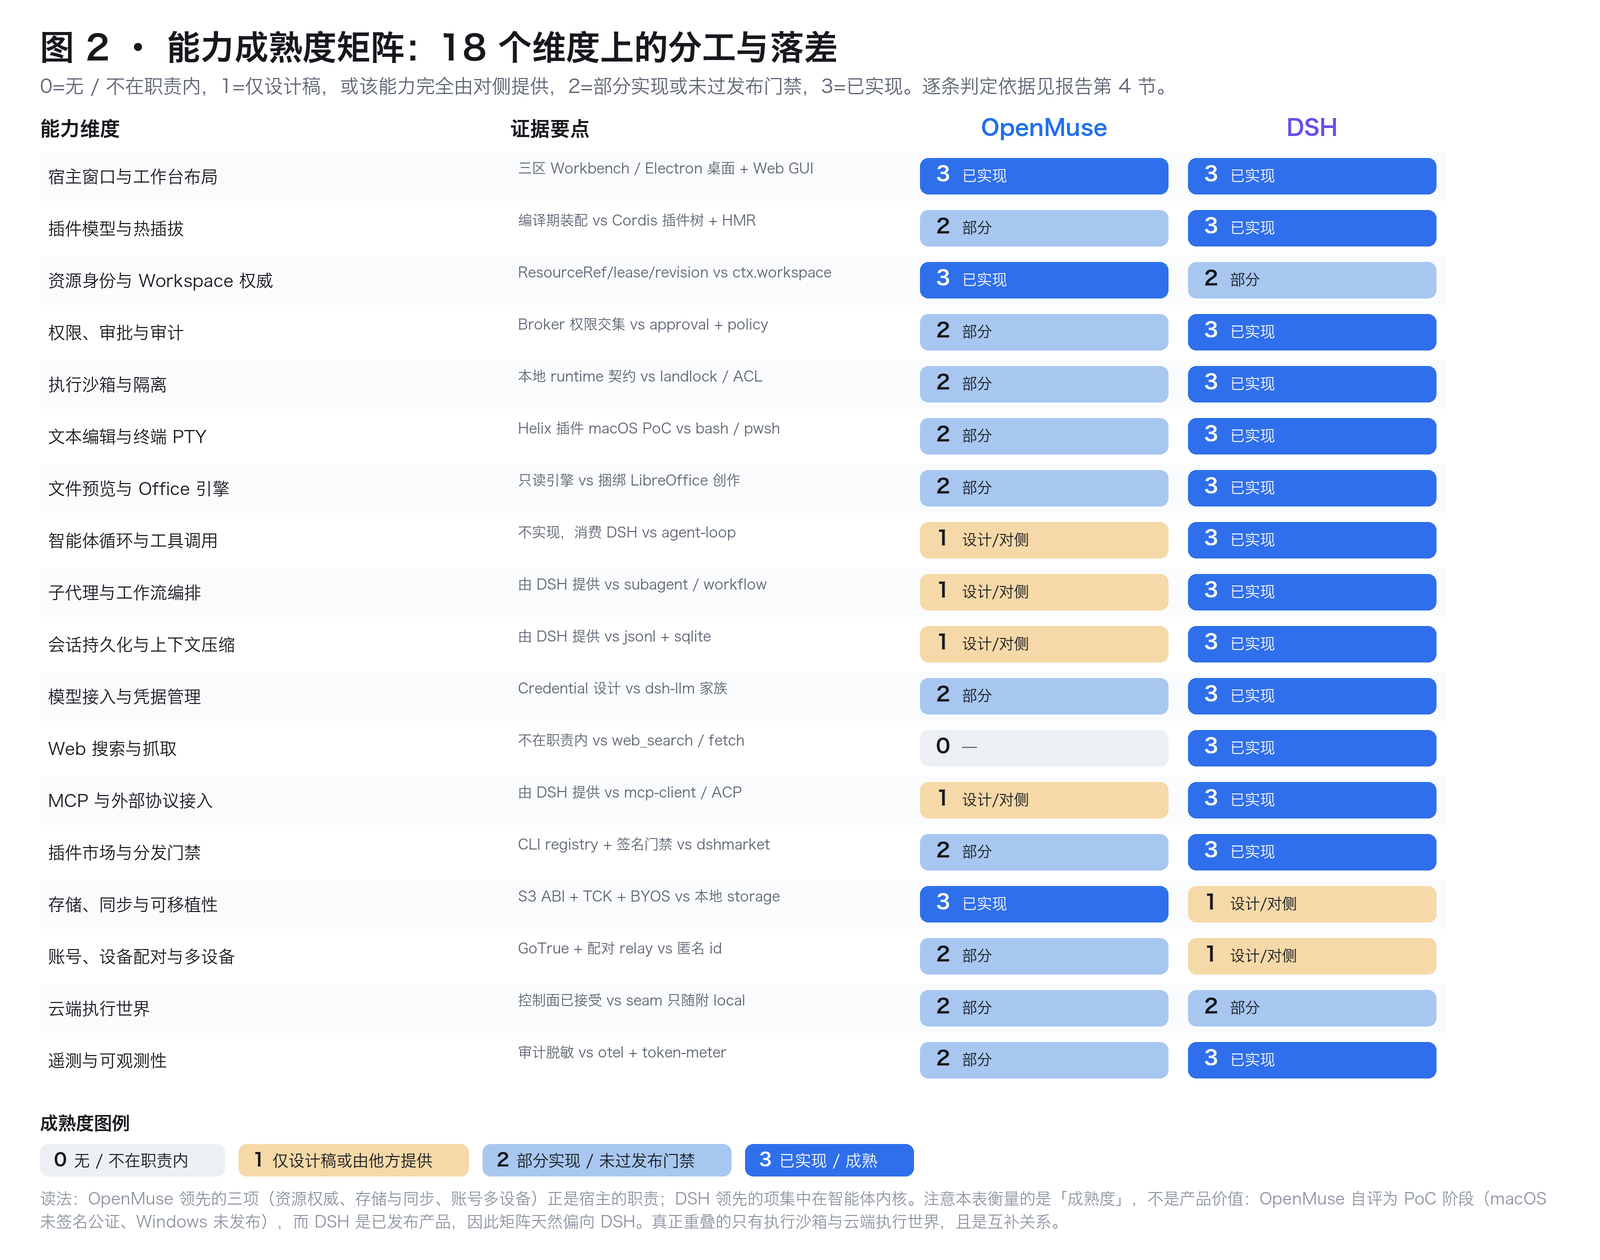 图 2 · 能力成熟度矩阵：18 个维度上的分工与落差
0=无 / 不在职责内，1=仅设计稿，或该能力完全由对侧提供，2=部分实现或未过发布门禁，3=已实现。逐条判定依据见报告第 4 节。
能力维度 证据要点 OpenMuse DSH
宿主窗口与工作台布局 三区 Workbench / Electron 桌面 + Web GUI 3 已实现 3 已实现
插件模型与热插拔 编译期装配 vs Cordis 插件树 + HMR 2 部分 3 已实现
资源身份与 Workspace 权威 ResourceRef/lease/revision vs ctx.workspace 3 已实现 2 部分
权限、审批与审计 Broker 权限交集 vs approval + policy 2 部分 3 已实现
执行沙箱与隔离 本地 runtime 契约 vs landlock / ACL 2 部分 3 已实现
文本编辑与终端 PTY Helix 插件 macOS PoC vs bash / pwsh 2 部分 3 已实现
文件预览与 Office 引擎 只读引擎 vs 捆绑 LibreOffice 创作 2 部分 3 已实现
智能体循环与工具调用 不实现，消费 DSH vs agent-loop 1 设计/对侧 3 已实现
子代理与工作流编排 由 DSH 提供 vs subagent / workflow 1 设计/对侧 3 已实现
会话持久化与上下文压缩 由 DSH 提供 vs jsonl + sqlite 1 设计/对侧 3 已实现
模型接入与凭据管理 Credential 设计 vs dsh-llm 家族 2 部分 3 已实现
Web 搜索与抓取 不在职责内 vs web_search / fetch 0 — 3 已实现
MCP 与外部协议接入 由 DSH 提供 vs mcp-client / ACP 1 设计/对侧 3 已实现
插件市场与分发门禁 CLI registry + 签名门禁 vs dshmarket 2 部分 3 已实现
存储、同步与可移植性 S3 ABI + TCK + BYOS vs 本地 storage 3 已实现 1 设计/对侧
账号、设备配对与多设备 GoTrue + 配对 relay vs 匿名 id 2 部分 1 设计/对侧
云端执行世界 控制面已接受 vs seam 只随附 local 2 部分 2 部分
遥测与可观测性 审计脱敏 vs otel + token-meter 2 部分 3 已实现
成熟度图例
0 无 / 不在职责内 1 仅设计稿或由他方提供 2 部分实现 / 未过发布门禁 3 已实现 / 成熟
读法：OpenMuse 领先的三项（资源权威、存储与同步、账号多设备）正是宿主的职责；DSH 领先的项集中在智能体内核。注意本表衡量的是「成熟度」，不是产品价值：OpenMuse 自评为 PoC 阶段（macOS
未签名公证、Windows 未发布），而 DSH 是已发布产品，因此矩阵天然偏向 DSH。真正重叠的只有执行沙箱与云端执行世界，且是互补关系。